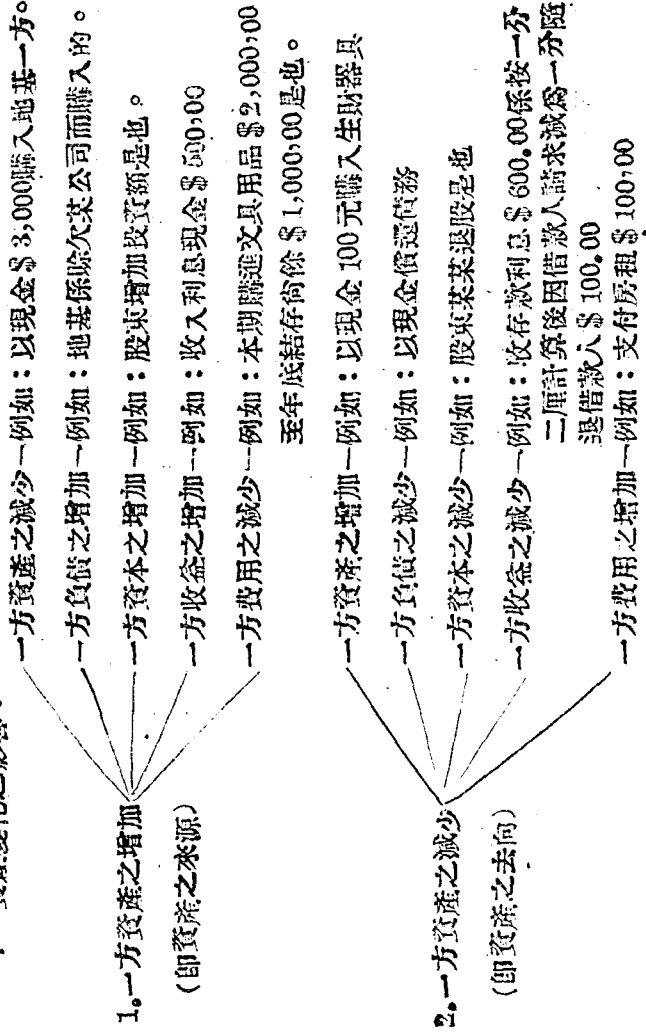 1.一方資產之增加
(卽資產之來源)
一方資產之減少—例如：以現金＄3,000購入地基一方。
一方負債之增加—例如：地基係賒欠某公司而購入的。
一方資本之增加—例如：股東增加投資額是也。
一方收益之增加—例如：收入利息現金＄500,00
一方費用之減少—例如：本期購進文具用品＄2,000,00
至年底結存尙餘＄1,000,00是也。
2.一方資產之減少
(卽資產之去向)
一方資產之增加—例如：以現金100元購入生財器具
一方負債之減少—例如：以現金償還債務
一方資本之減少—例如：股東某某退股是也
一方收益之減少—例如：收存款利息＄600.00係按一分
二厘計算後因借款人請求減爲一分隨
退借款人＄100.00
一方費用之增加—例如：支付房租＄100,00